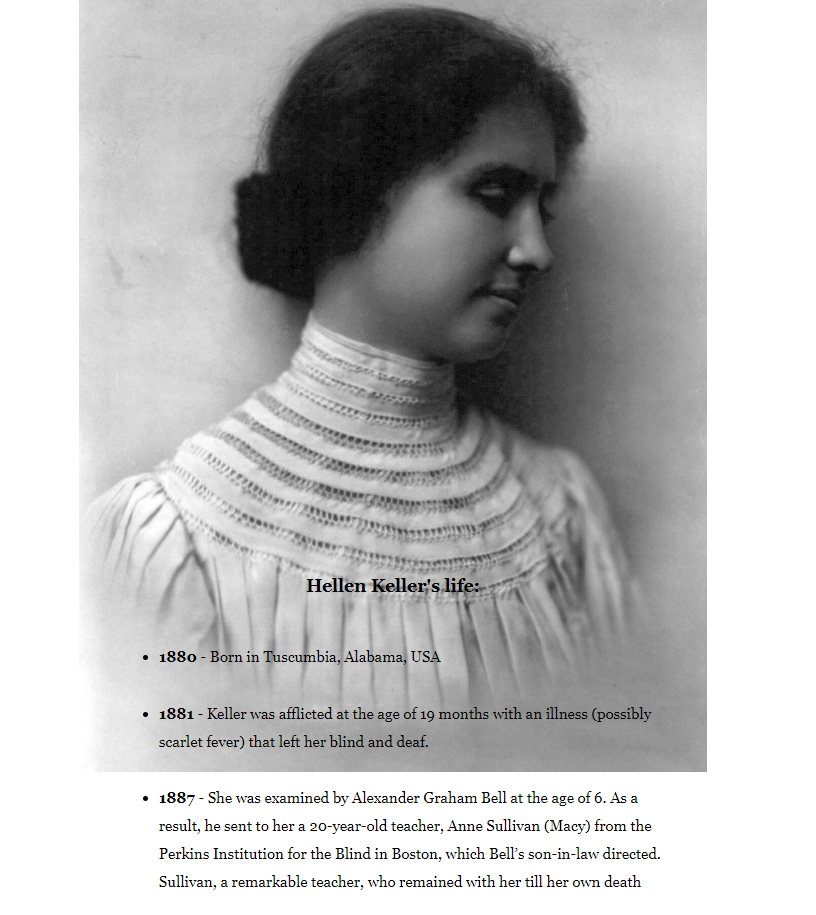 Hellen Keller's life:
• 1880 - Born in Tuscumbia, Alabama, USA
• 1881 - Keller was afflicted at the age of 19 months with an illness (possibly
scarlet fever) that left her blind and deaf.
• 1887 - She was examined by Alexander Graham Bell at the age of 6. As a
result, he sent to her a 20-year-old teacher, Anne Sullivan (Macy) from the
Perkins Institution for the Blind in Boston, which Bell’s son-in-law directed.
Sullivan, a remarkable teacher, who remained with her till her own death